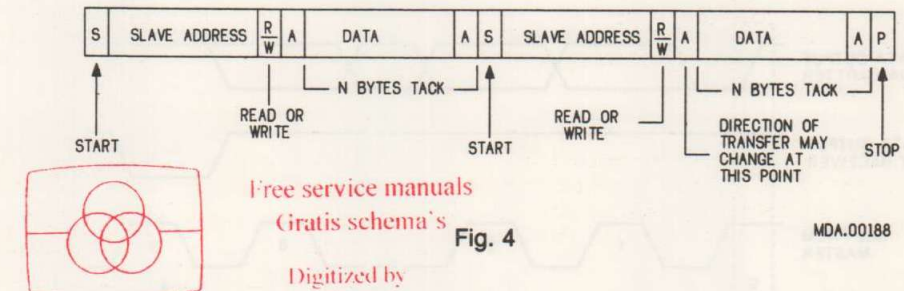 S SLAVE ADDRESS R/W A DATA A S SLAVE ADDRESS R/W A DATA A P
N BYTES TACK
N BYTES TACK
READ OR
WRITE
READ OR
WRITE
DIRECTION OF
TRANSFER MAY
CHANGE AT
THIS POINT
START
START
STOP
Free service manuals
Gratis schema's
Fig. 4
MDA.00188
Digitized by